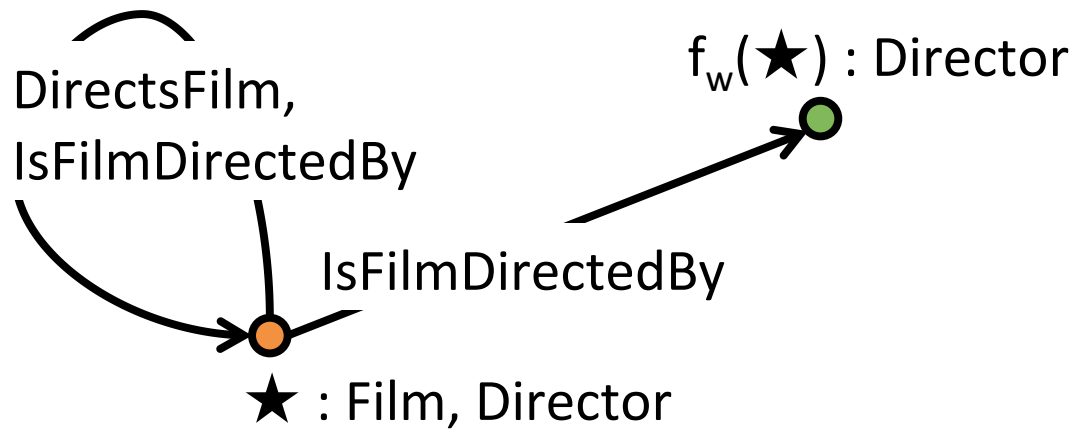 f_w(★) : Director
DirectsFilm,
IsFilmDirectedBy
IsFilmDirectedBy
★ : Film, Director